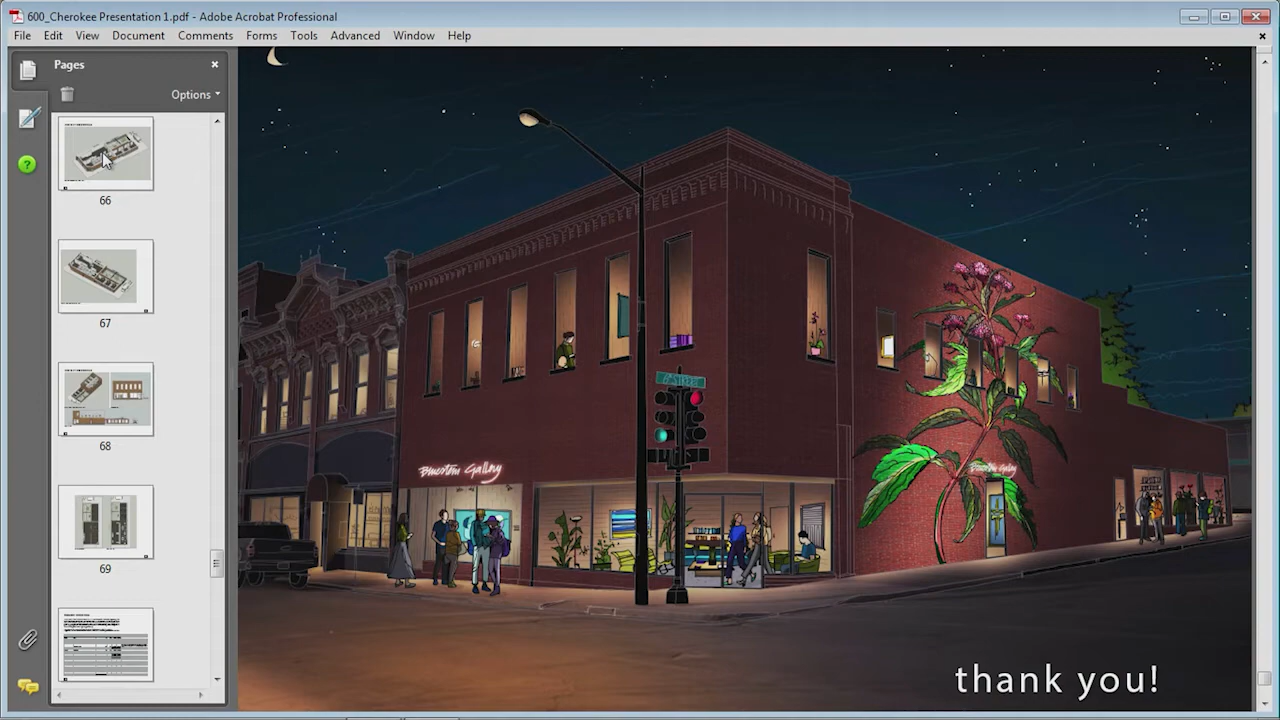 600_Cherokee Presentation 1.pdf - Adobe Acrobat Professional
File Edit View Document Comments Forms Tools Advanced Window Help
Pages
Options
66
67
68
69
Gallery
thank you!